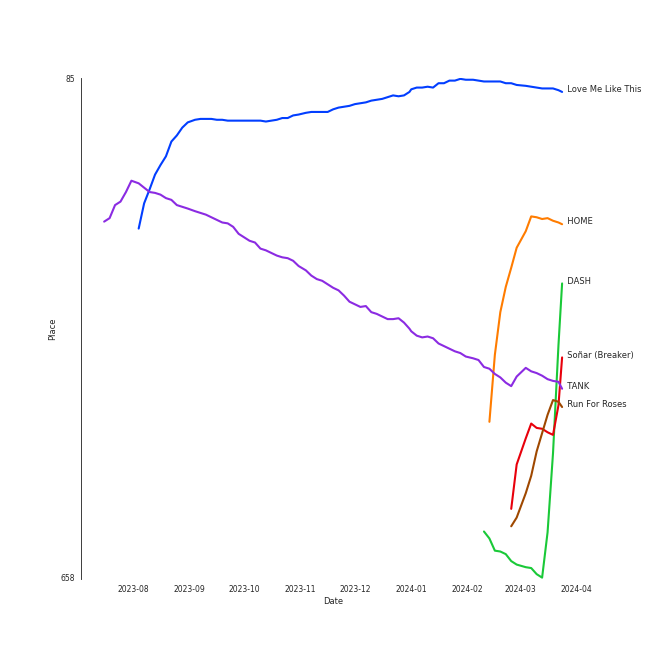 85
Love Me Like This
HOME
DASH
Place
Soñar (Breaker)
TANK
Run For Roses
658
2023-08 2023-09 2023-10 2023-11 2023-12 2024-01 2024-02 2024-03 2024-04
Date